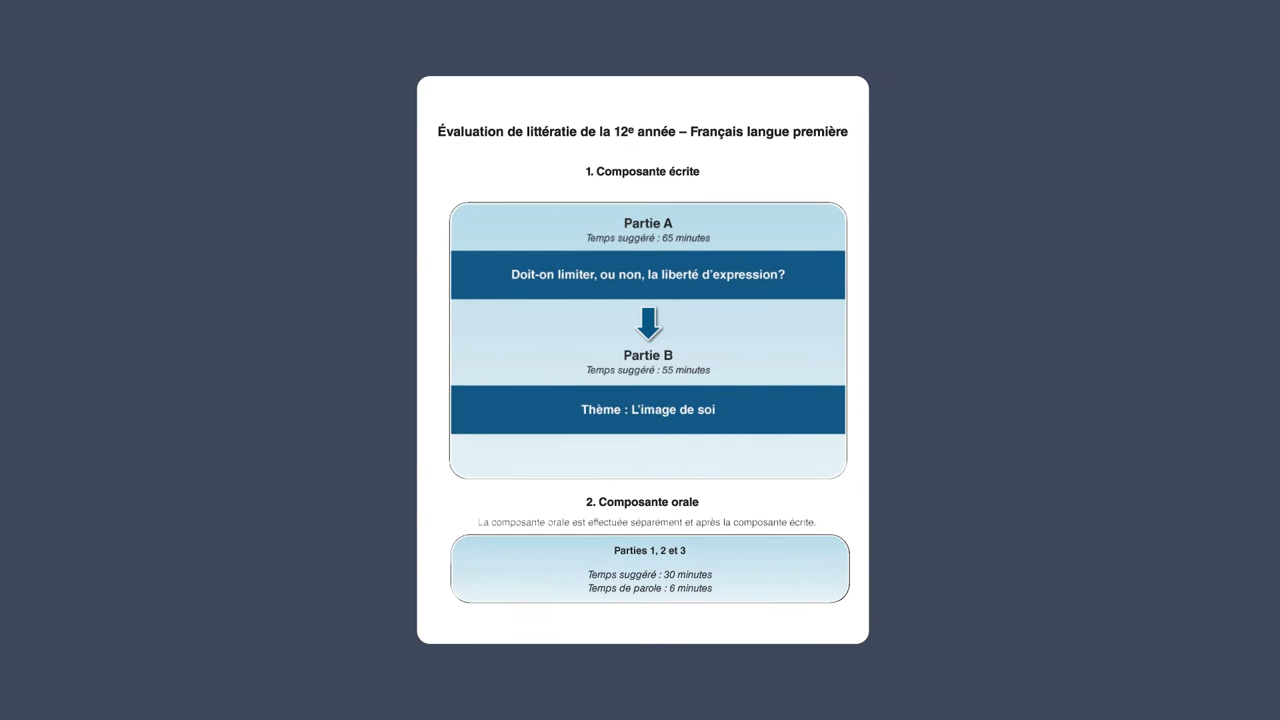 Évaluation de littératie de la 12e année – Français langue première
1. Composante écrite
Partie A
Temps suggéré : 65 minutes
Doit-on limiter, ou non, la liberté d'expression?
Partie B
Temps suggéré : 55 minutes
Thème : L'image de soi
2. Composante orale
La composante orale est effectuée séparément et après la composante écrite.
Parties 1, 2 et 3
Temps suggéré : 30 minutes
Temps de parole : 6 minutes